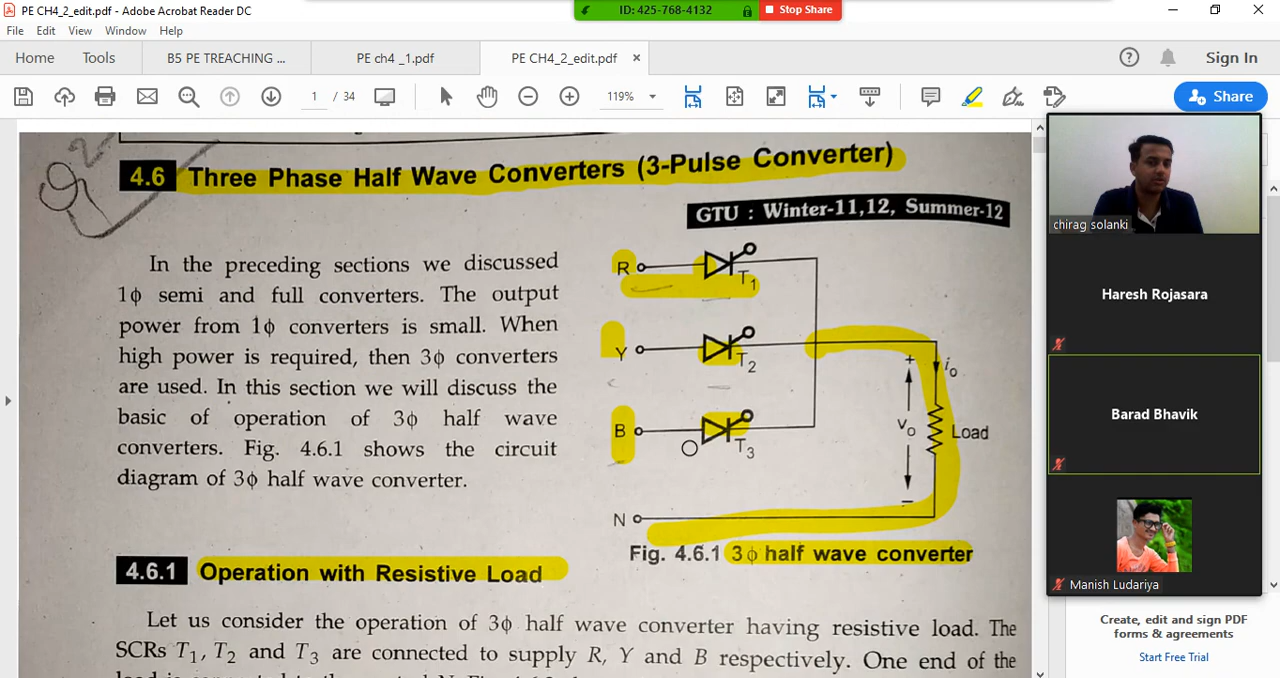 PE CH4_2_edit.pdf - Adobe Acrobat Reader DC
ID: 425-768-4132
Stop Share
File Edit View Window Help
Home Tools B5 PE TREACHING ... PE ch4 _1.pdf PE CH4_2_edit.pdf × Sign In
1 / 34 119% Share
4.6 Three Phase Half Wave Converters (3-Pulse Converter)
GTU : Winter-11,12, Summer-12
In the preceding sections we discussed
1ϕ semi and full converters. The output
power from 1ϕ converters is small. When
high power is required, then 3ϕ converters
are used. In this section we will discuss the
basic of operation of 3ϕ half wave
converters. Fig. 4.6.1 shows the circuit
diagram of 3ϕ half wave converter.
R T1
Y T2
B T3
N
+ io
vo Load
−
Fig. 4.6.1 3ϕ half wave converter
4.6.1 Operation with Resistive Load
Let us consider the operation of 3ϕ half wave converter having resistive load. The
SCRs T1, T2 and T3 are connected to supply R, Y and B respectively. One end of the
chirag solanki
Haresh Rojasara
Barad Bhavik
Manish Ludariya
Create, edit and sign PDF
forms & agreements
Start Free Trial